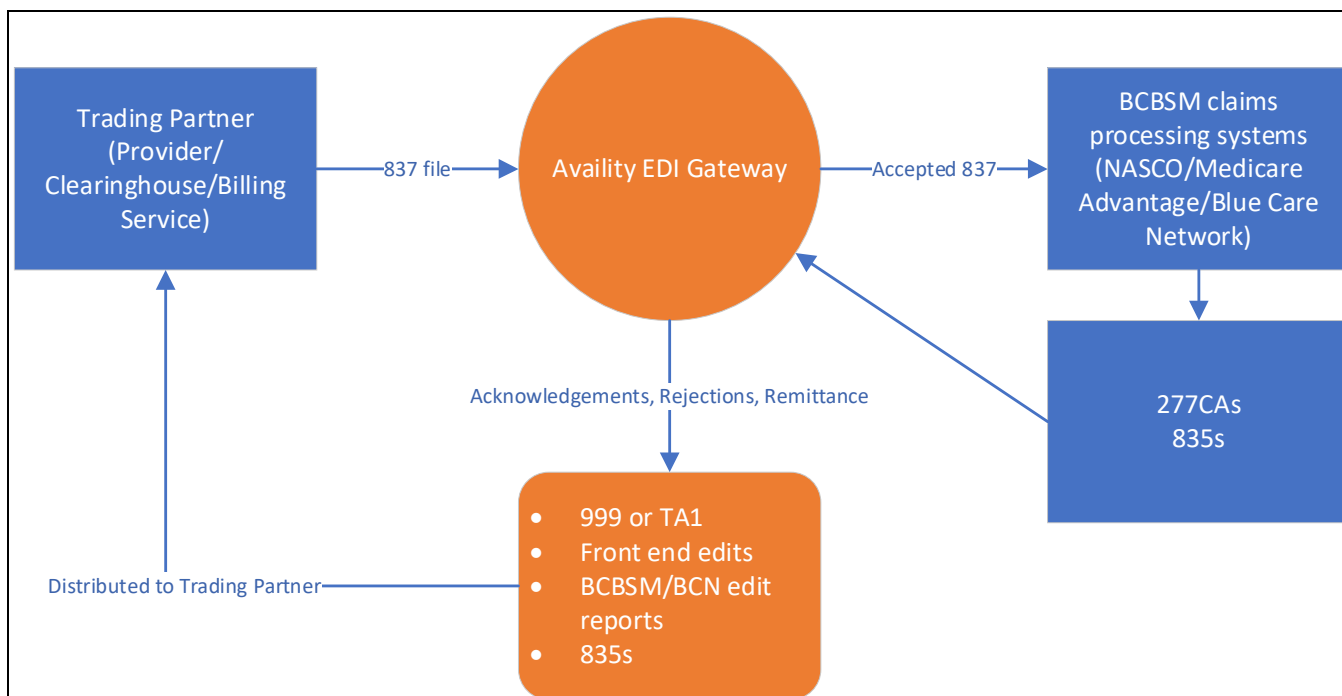 Trading Partner
(Provider/
Clearinghouse/Billing
Service)
837 file
Availity EDI Gateway
Accepted 837
BCBSM claims
processing systems
(NASCO/Medicare
Advantage/Blue Care
Network)
277CAs
835s
Acknowledgements, Rejections, Remittance
• 999 or TA1
• Front end edits
• BCBSM/BCN edit
reports
• 835s
Distributed to Trading Partner